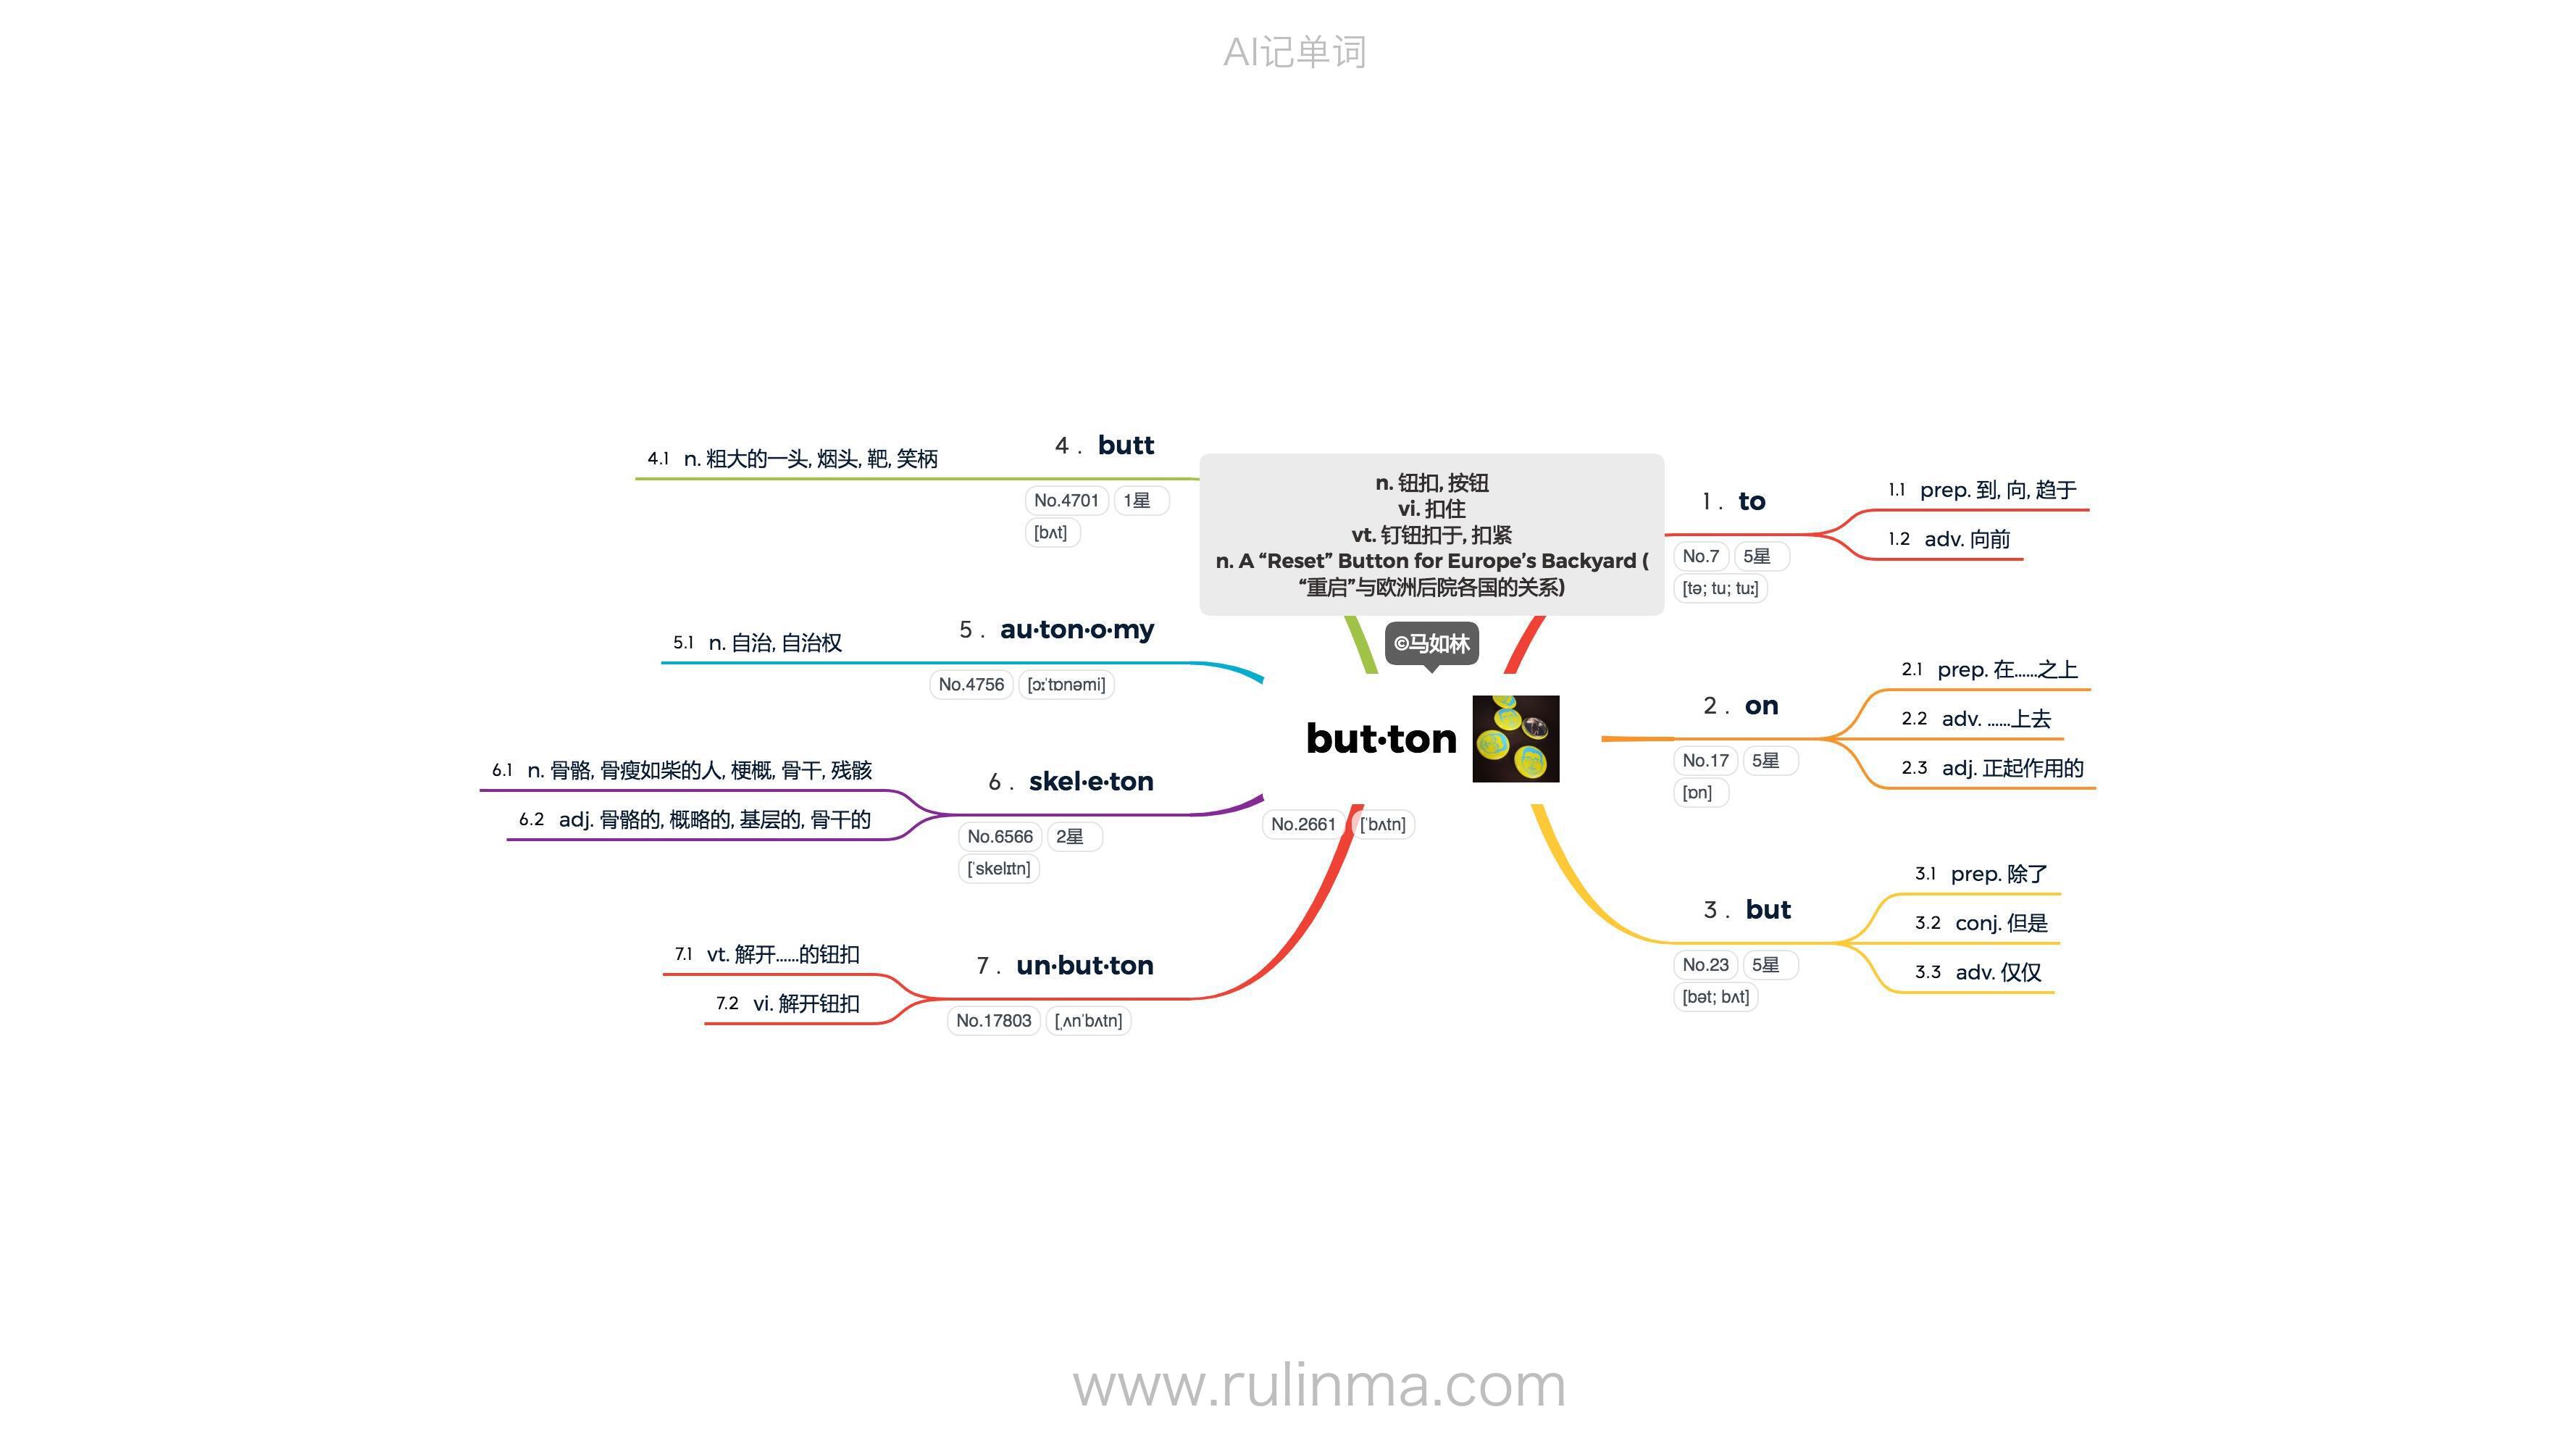 AI记单词
n. 钮扣, 按钮
vi. 扣住
vt. 钉钮扣于, 扣紧
n. A “Reset” Button for Europe’s Backyard (
“重启”与欧洲后院各国的关系)
©马如林
but·ton
No.2661 [ˈbʌtn]
1. to
No.7 5星
[tə; tu; tuː]
1.1 prep. 到, 向, 趋于
1.2 adv. 向前
2. on
No.17 5星
[ɒn]
2.1 prep. 在……之上
2.2 adv. ……上去
2.3 adj. 正起作用的
3. but
No.23 5星
[bət; bʌt]
3.1 prep. 除了
3.2 conj. 但是
3.3 adv. 仅仅
4. butt
No.4701 1星
[bʌt]
4.1 n. 粗大的一头, 烟头, 靶, 笑柄
5. au·ton·o·my
No.4756 [ɔːˈtɒnəmi]
5.1 n. 自治, 自治权
6. skel·e·ton
No.6566 2星
[ˈskelɪtn]
6.1 n. 骨骼, 骨瘦如柴的人, 梗概, 骨干, 残骸
6.2 adj. 骨骼的, 概略的, 基层的, 骨干的
7. un·but·ton
No.17803 [ˌʌnˈbʌtn]
7.1 vt. 解开……的钮扣
7.2 vi. 解开钮扣
www.rulinma.com